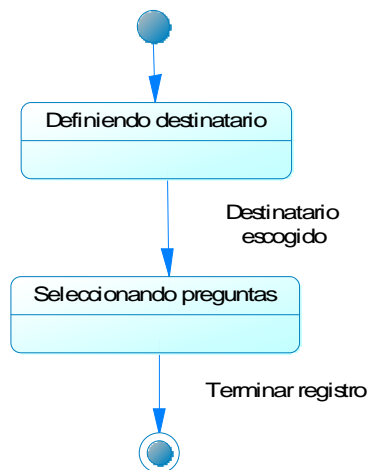 Definiendo destinatario
Destinatario
escogido
Seleccionando preguntas
Terminar registro